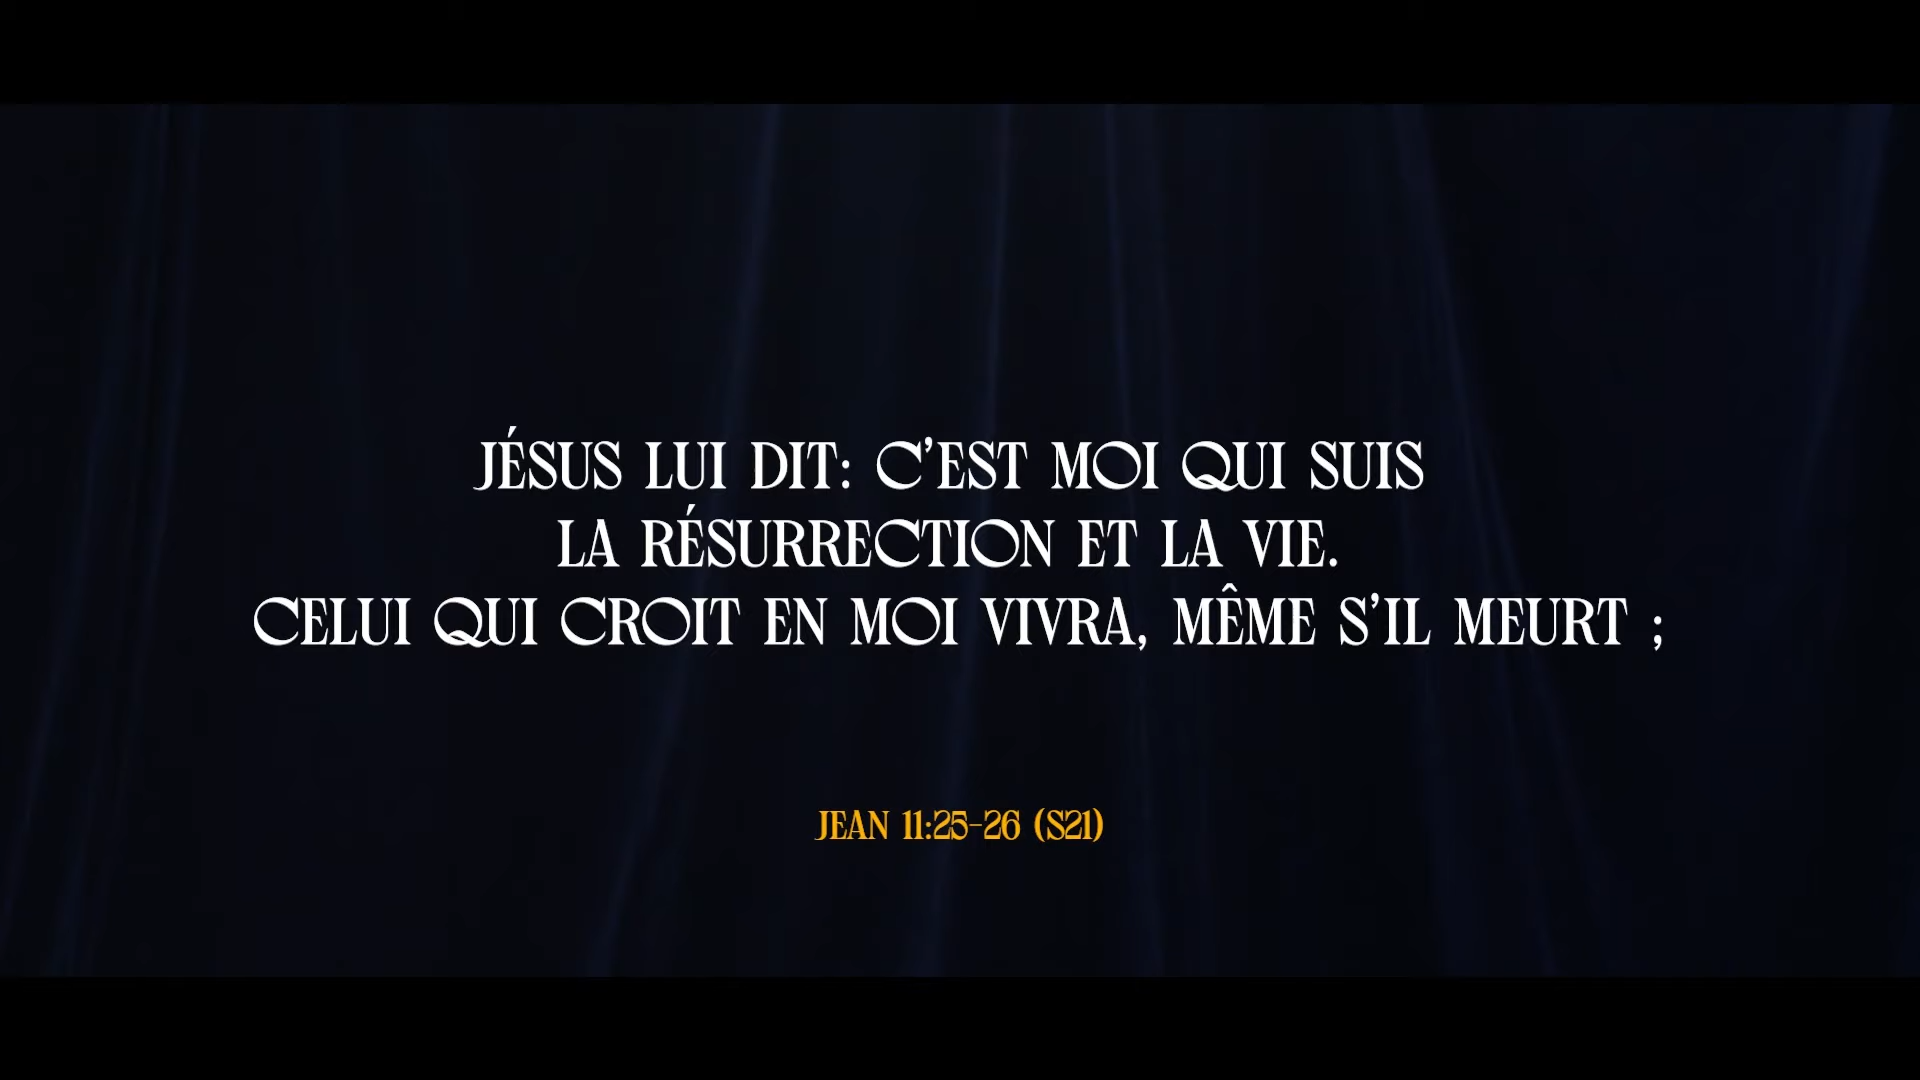 JÉSUS LUI DIT: C'EST MOI QUI SUIS
LA RÉSURRECTION ET LA VIE.
CELUI QUI CROIT EN MOI VIVRA, MÊME S'IL MEURT ;
JEAN 11:25-26 (S21)